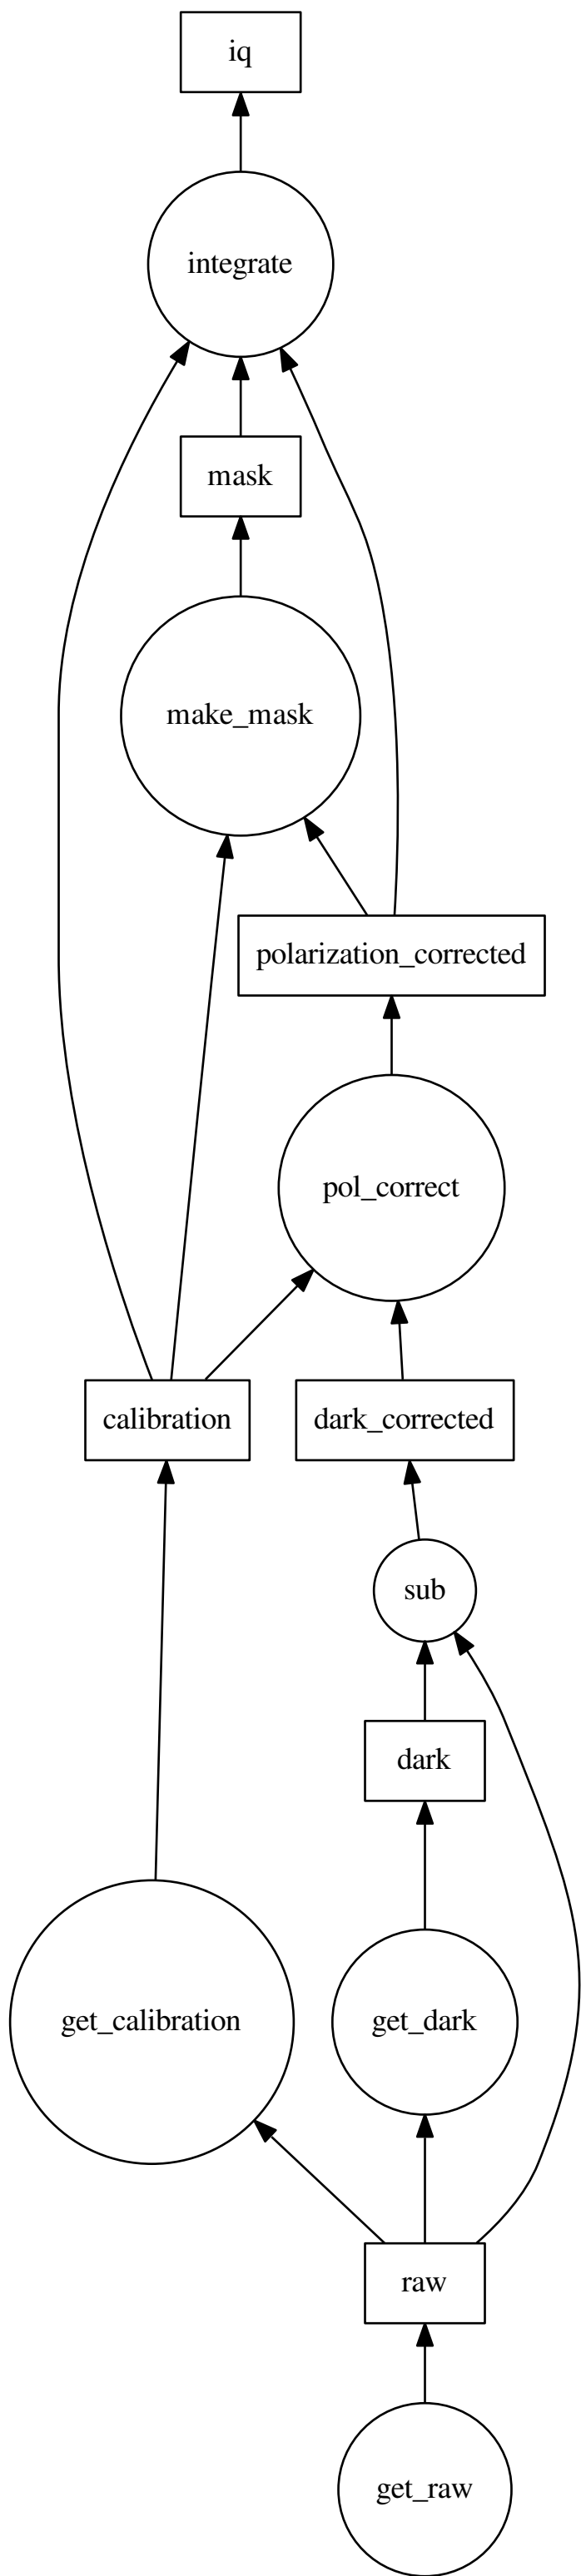 iq
integrate
mask
make_mask
polarization_corrected
pol_correct
calibration
dark_corrected
sub
dark
get_calibration
get_dark
raw
get_raw